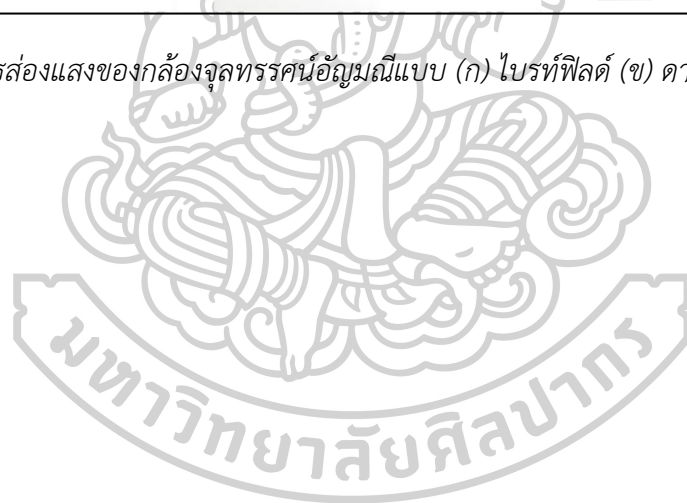 ส่องแสงของกล้องจุลทรรศน์อัญมณีแบบ (ก) ไบรท์ฟิลด์ (ข)
มหาวิทยาลัยศิลปากร